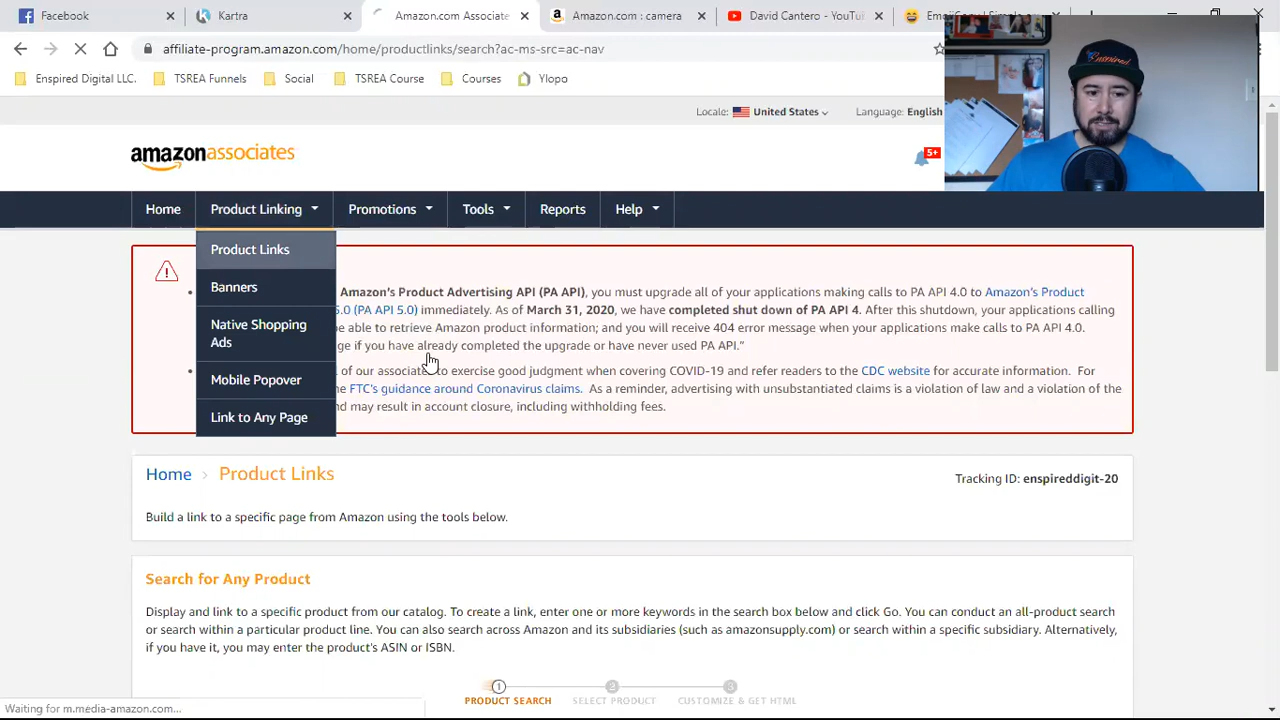 Facebook
Kartra
Amazon.com Associate
Amazon.com : camera
David Cantero - YouTu
affiliate-program.amazon.com/home/productlinks/search?ac-ms-src=ac-nav
Enspired Digital LLC.
TSREA Funnels
Social
TSREA Course
Courses
Ylopo
Locale: United States
Language: English
amazonassociates
5+
Home
Product Linking
Promotions
Tools
Reports
Help
Product Links
Banners
Native Shopping
Ads
Mobile Popover
Link to Any Page
Amazon's Product Advertising API (PA API), you must upgrade all of your applications making calls to PA API 4.0 to Amazon's Product
5.0 (PA API 5.0) immediately. As of March 31, 2020, we have completed shut down of PA API 4. After this shutdown, your applications calling
be able to retrieve Amazon product information; and you will receive 404 error message when your applications make calls to PA API 4.0.
ge if you have already completed the upgrade or have never used PA API."
of our associates to exercise good judgment when covering COVID-19 and refer readers to the CDC website for accurate information. For
he FTC's guidance around Coronavirus claims. As a reminder, advertising with unsubstantiated claims is a violation of law and a violation of the
nd may result in account closure, including withholding fees.
Home > Product Links
Tracking ID: enspireddigit-20
Build a link to a specific page from Amazon using the tools below.
Search for Any Product
Display and link to a specific product from our catalog. To create a link, enter one or more keywords in the search box below and click Go. You can conduct an all-product search
or search within a particular product line. You can also search across Amazon and its subsidiaries (such as amazonsupply.com) or search within a specific subsidiary. Alternatively,
if you have it, you may enter the product's ASIN or ISBN.
1
2
3
PRODUCT SEARCH
SELECT PRODUCT
CUSTOMIZE & GET HTML
Waiting for m.media-amazon.com...